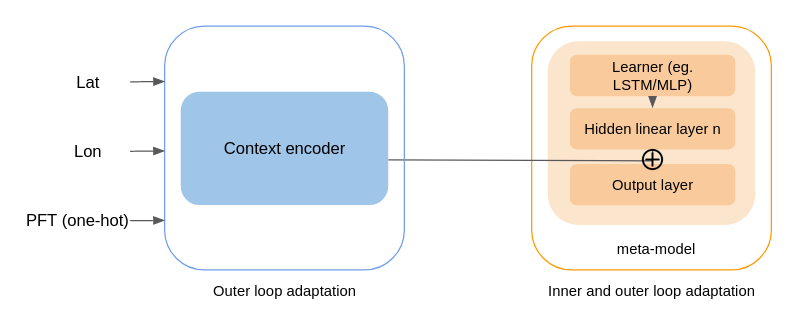 Lat
Lon
PFT (one-hot)
Context encoder
Outer loop adaptation
Learner (eg.
LSTM/MLP)
Hidden linear layer n
Output layer
meta-model
Inner and outer loop adaptation